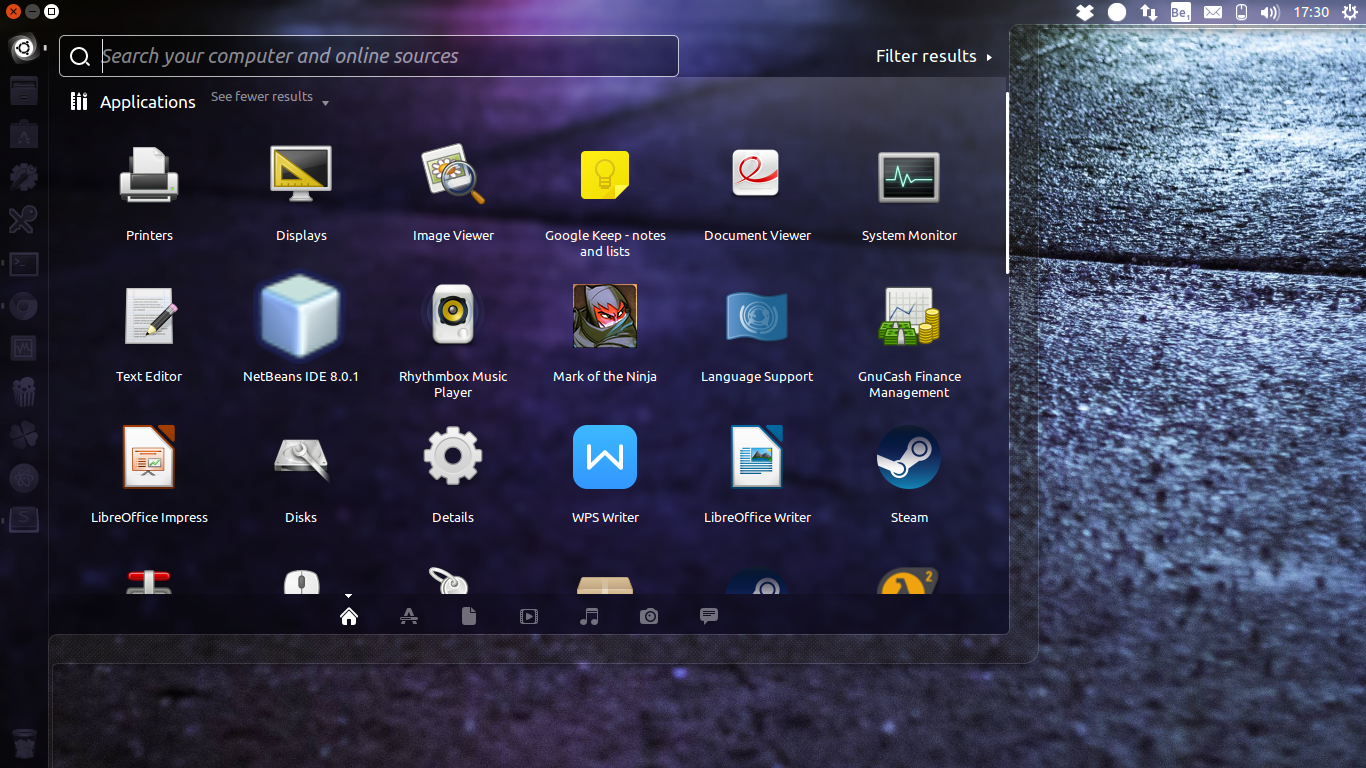 Be1
17:30
Search your computer and online sources
Filter results
Applications
See fewer results
Printers
Displays
Image Viewer
Google Keep - notes
and lists
Document Viewer
System Monitor
Text Editor
NetBeans IDE 8.0.1
Rhythmbox Music
Player
Mark of the Ninja
Language Support
GnuCash Finance
Management
LibreOffice Impress
Disks
Details
WPS Writer
LibreOffice Writer
Steam
2